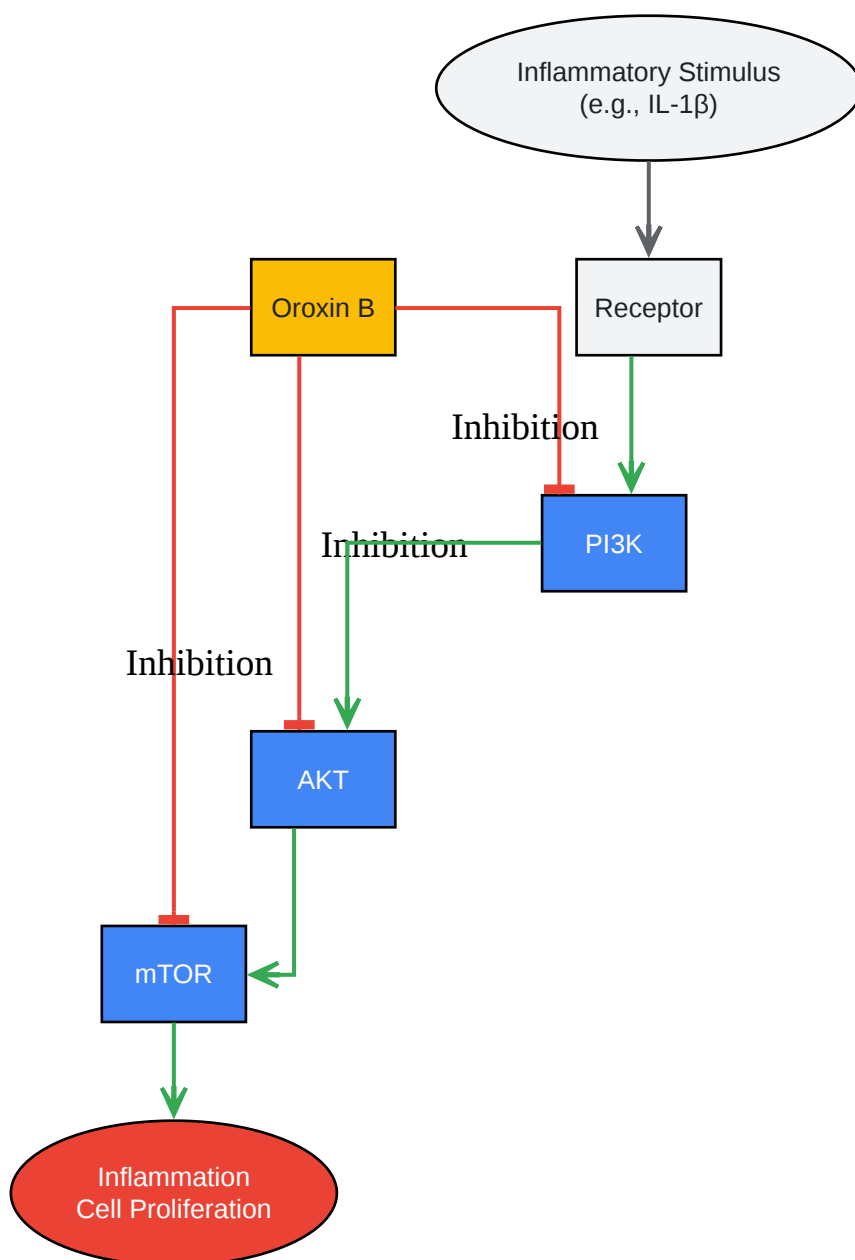 Inflammatory Stimulus
(e.g., IL-1β)
Oroxin B
Receptor
Inhibition
Inhibition
PI3K
Inhibition
AKT
mTOR
Inflammation
Cell Proliferation